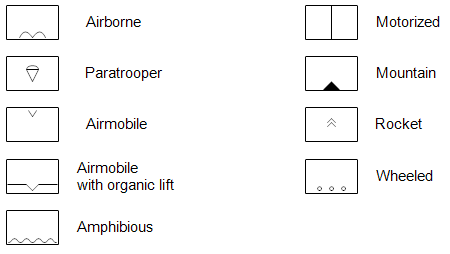 Airborne
Paratrooper
Airmobile
Airmobile
with organic lift
Amphibious
Motorized
Mountain
Rocket
Wheeled